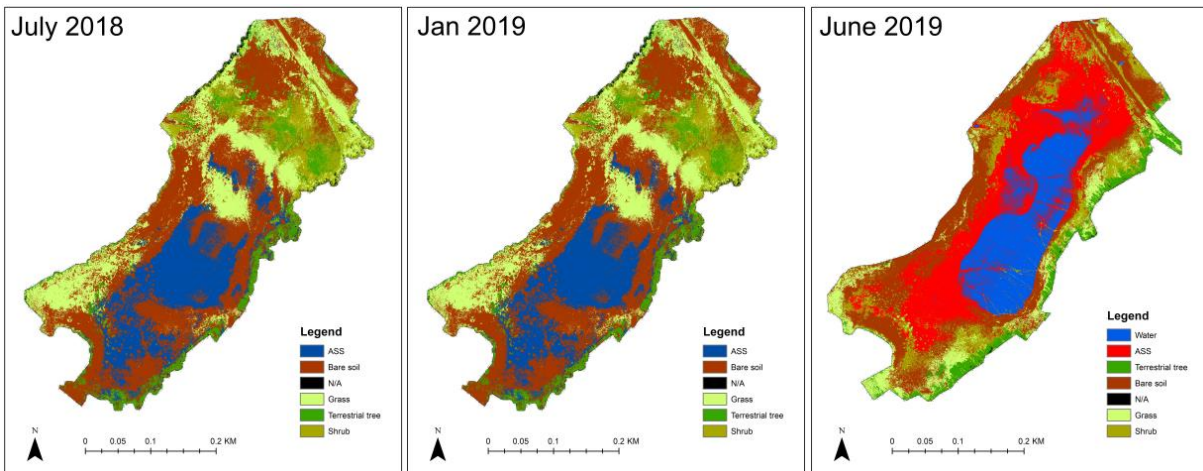 July 2018
Legend
ASS
Bare soil
N/A
Grass
Terrestrial tree
Shrub
N
0 0.05 0.1 0.2 KM
Jan 2019
Legend
ASS
Bare soil
N/A
Grass
Terrestrial tree
Shrub
N
0 0.05 0.1 0.2 KM
June 2019
Legend
Water
ASS
Terrestrial tree
Bare soil
N/A
Grass
Shrub
N
0 0.05 0.1 0.2 KM